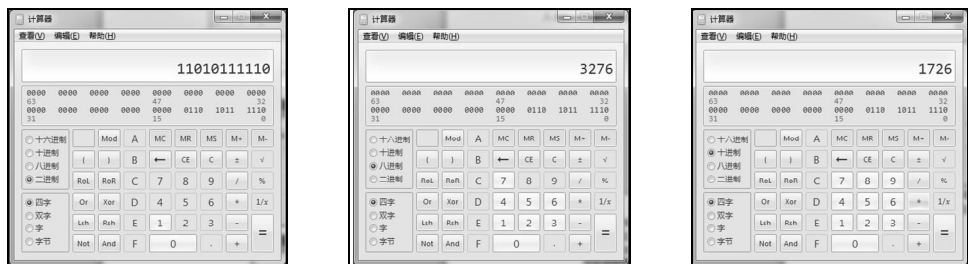 计算器
查看(V) 编辑(E) 帮助(H)
11010111110
0000 0000 0000 0000 0000 0000 0000 0000
63 47 32
0000 0000 0000 0000 0000 0110 1011 1110
31 15 0
十六进制 Mod A MC MR MS M+ M-
十进制
八进制 ( ) B ← CE C ± √
二进制 RoL RoR C 7 8 9 / %
四字 Or Xor D 4 5 6 * 1/x
双字
字 Lsh Rsh E 1 2 3 - =
字节 Not And F 0 . +
计算器
查看(V) 编辑(E) 帮助(H)
3276
0000 0000 0000 0000 0000 0000 0000 0000
63 47 32
0000 0000 0000 0000 0000 0110 1011 1110
31 15 0
十六进制 Mod A MC MR MS M+ M-
十进制
八进制 ( ) B ← CE C ± √
二进制 RoL RoR C 7 8 9 / %
四字 Or Xor D 4 5 6 * 1/x
双字
字 Lsh Rsh E 1 2 3 - =
字节 Not And F 0 . +
计算器
查看(V) 编辑(E) 帮助(H)
1726
0000 0000 0000 0000 0000 0000 0000 0000
63 47 32
0000 0000 0000 0000 0000 0110 1011 1110
31 15 0
十六进制 Mod A MC MR MS M+ M-
十进制
八进制 ( ) B ← CE C ± √
二进制 RoL RoR C 7 8 9 / %
四字 Or Xor D 4 5 6 * 1/x
双字
字 Lsh Rsh E 1 2 3 - =
字节 Not And F 0 . +